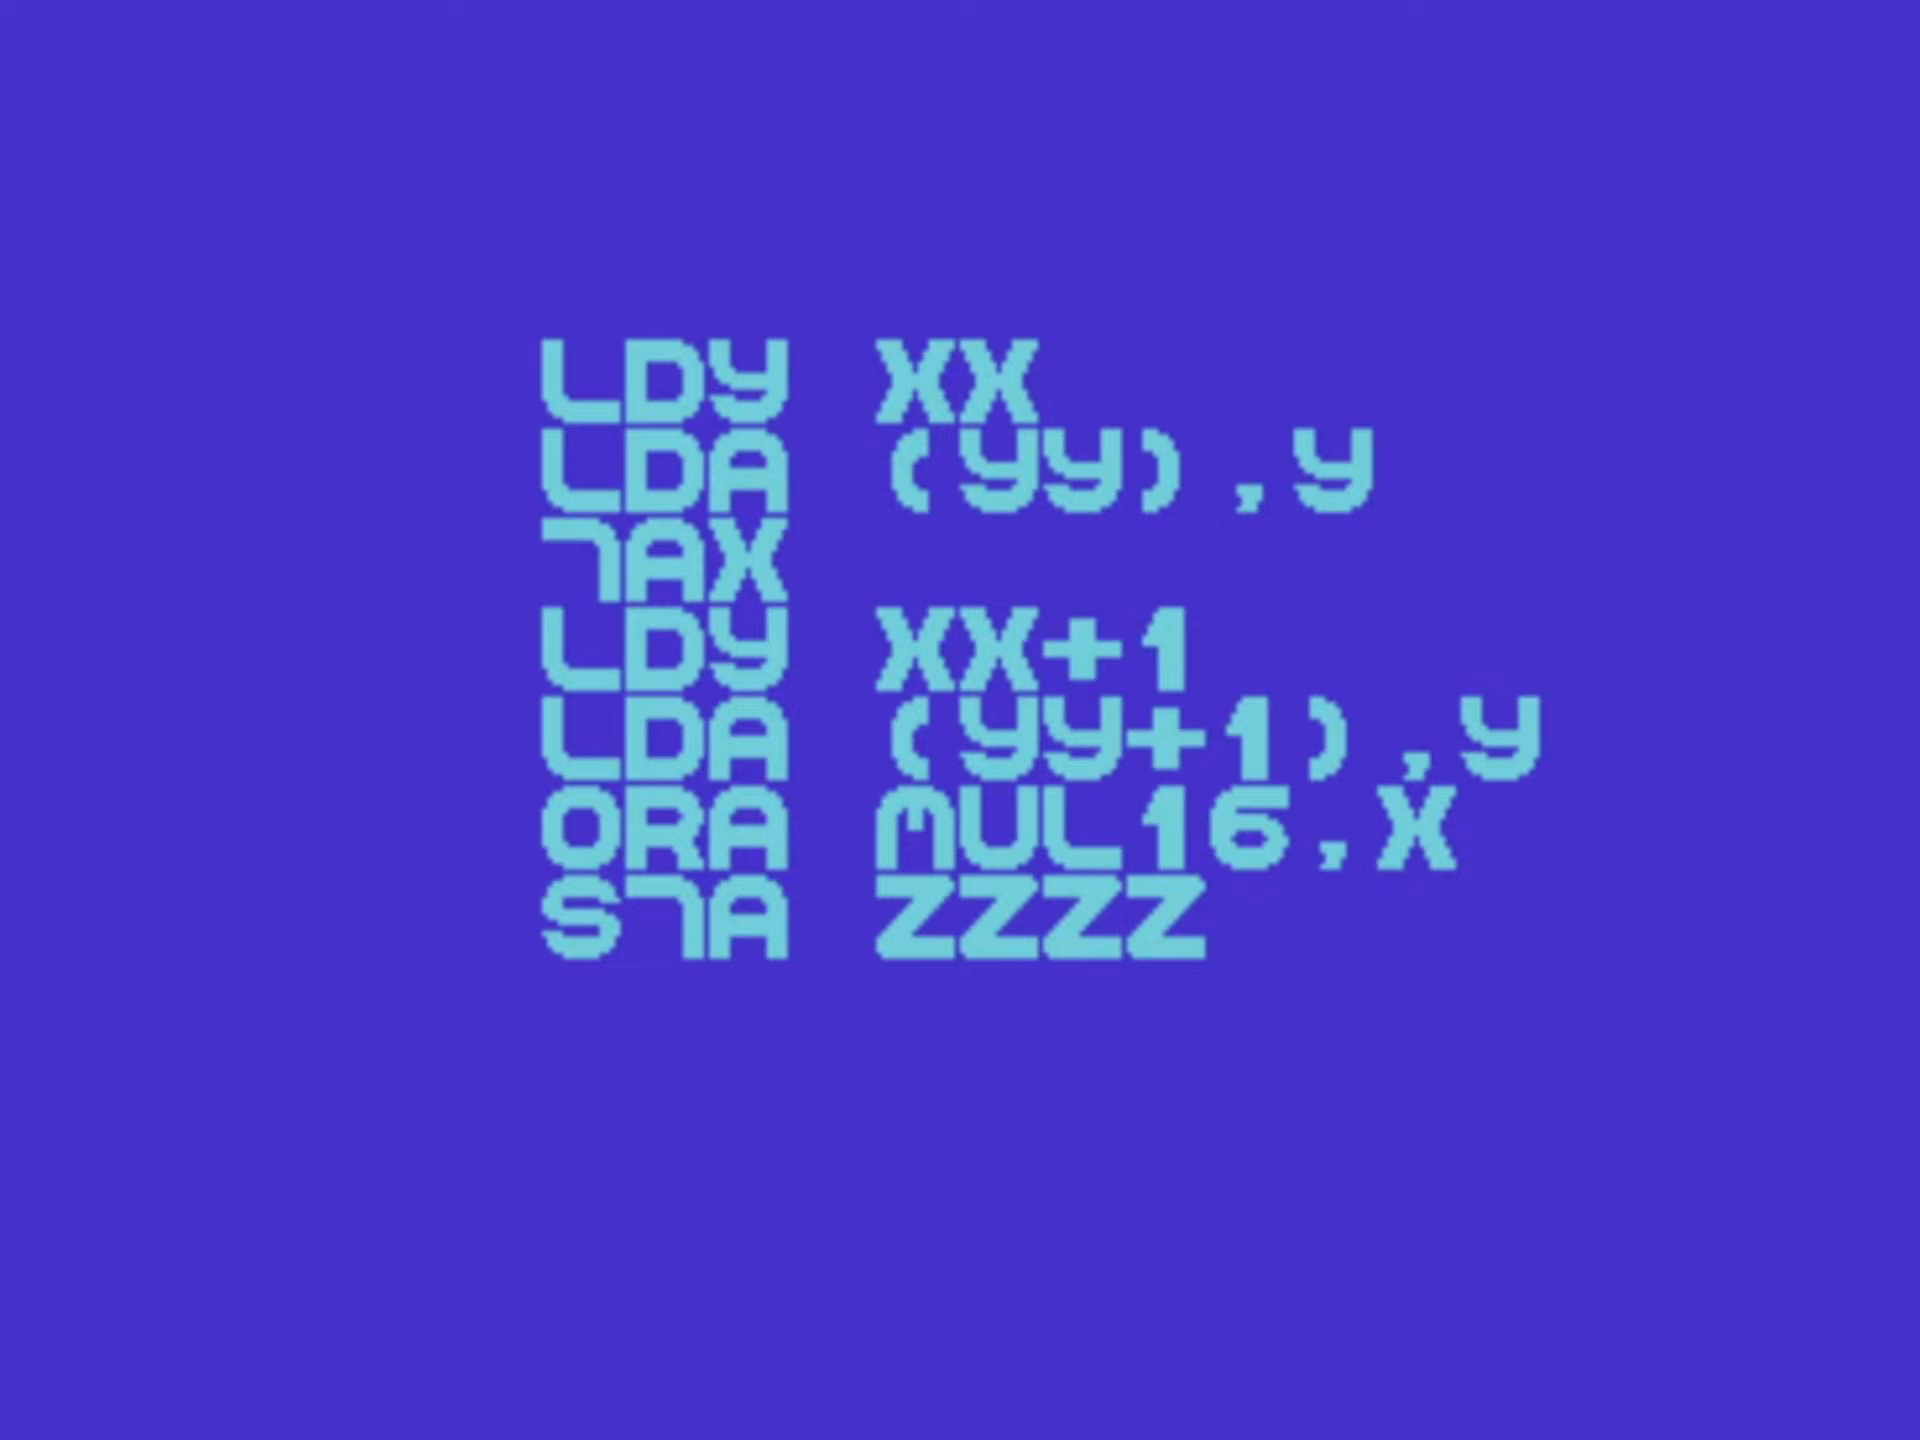 LDY XX
LDA (YY),Y
TAX
LDY XX+1
LDA (YY+1),Y
ORA MUL16,X
STA ZZZZ